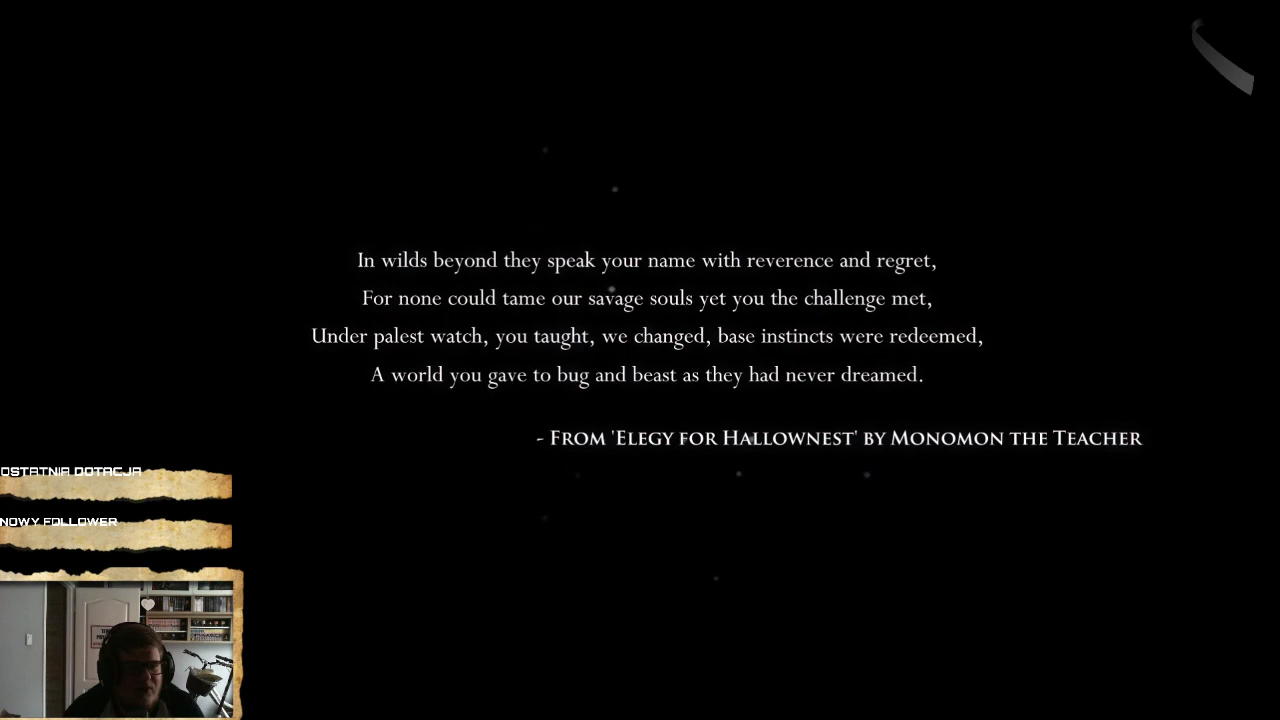 In wilds beyond they speak your name with reverence and regret,
For none could tame our savage souls yet you the challenge met,
Under palest watch, you taught, we changed, base instincts were redeemed,
A world you gave to bug and beast as they had never dreamed.
- From 'Elegy for Hallownest' by Monomon the Teacher
OSTATNIA DOTACJA
NOWY FOLLOWER